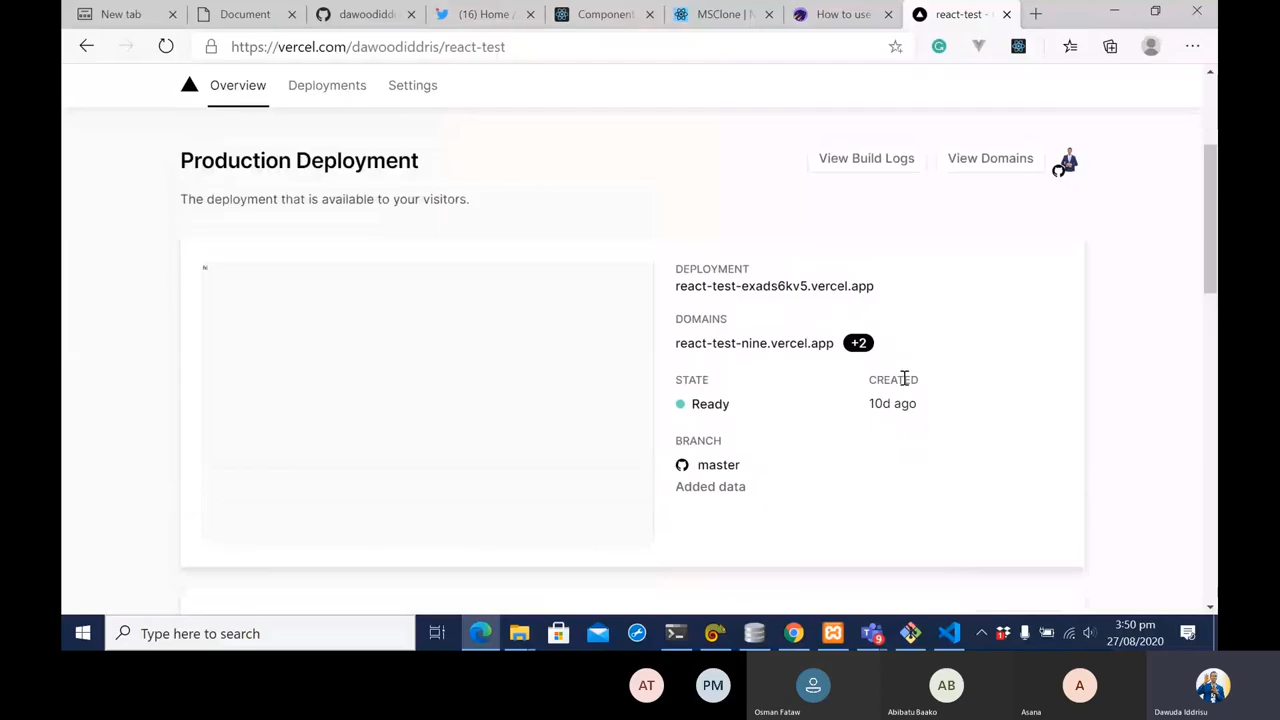 New tab
Document
dawoodiddr
(16) Home /
Component
MSClone | N
How to use
react-test -
https://vercel.com/dawoodiddris/react-test
Overview Deployments Settings
Production Deployment
View Build Logs
View Domains
The deployment that is available to your visitors.
DEPLOYMENT
react-test-exads6kv5.vercel.app
DOMAINS
react-test-nine.vercel.app +2
STATE
CREATED
Ready
10d ago
BRANCH
master
Added data
Type here to search
9
3:50 pm
27/08/2020
AT
PM
AB
A
Osman Fataw
Abibatu Baako
Asana
Dawuda Iddrisu